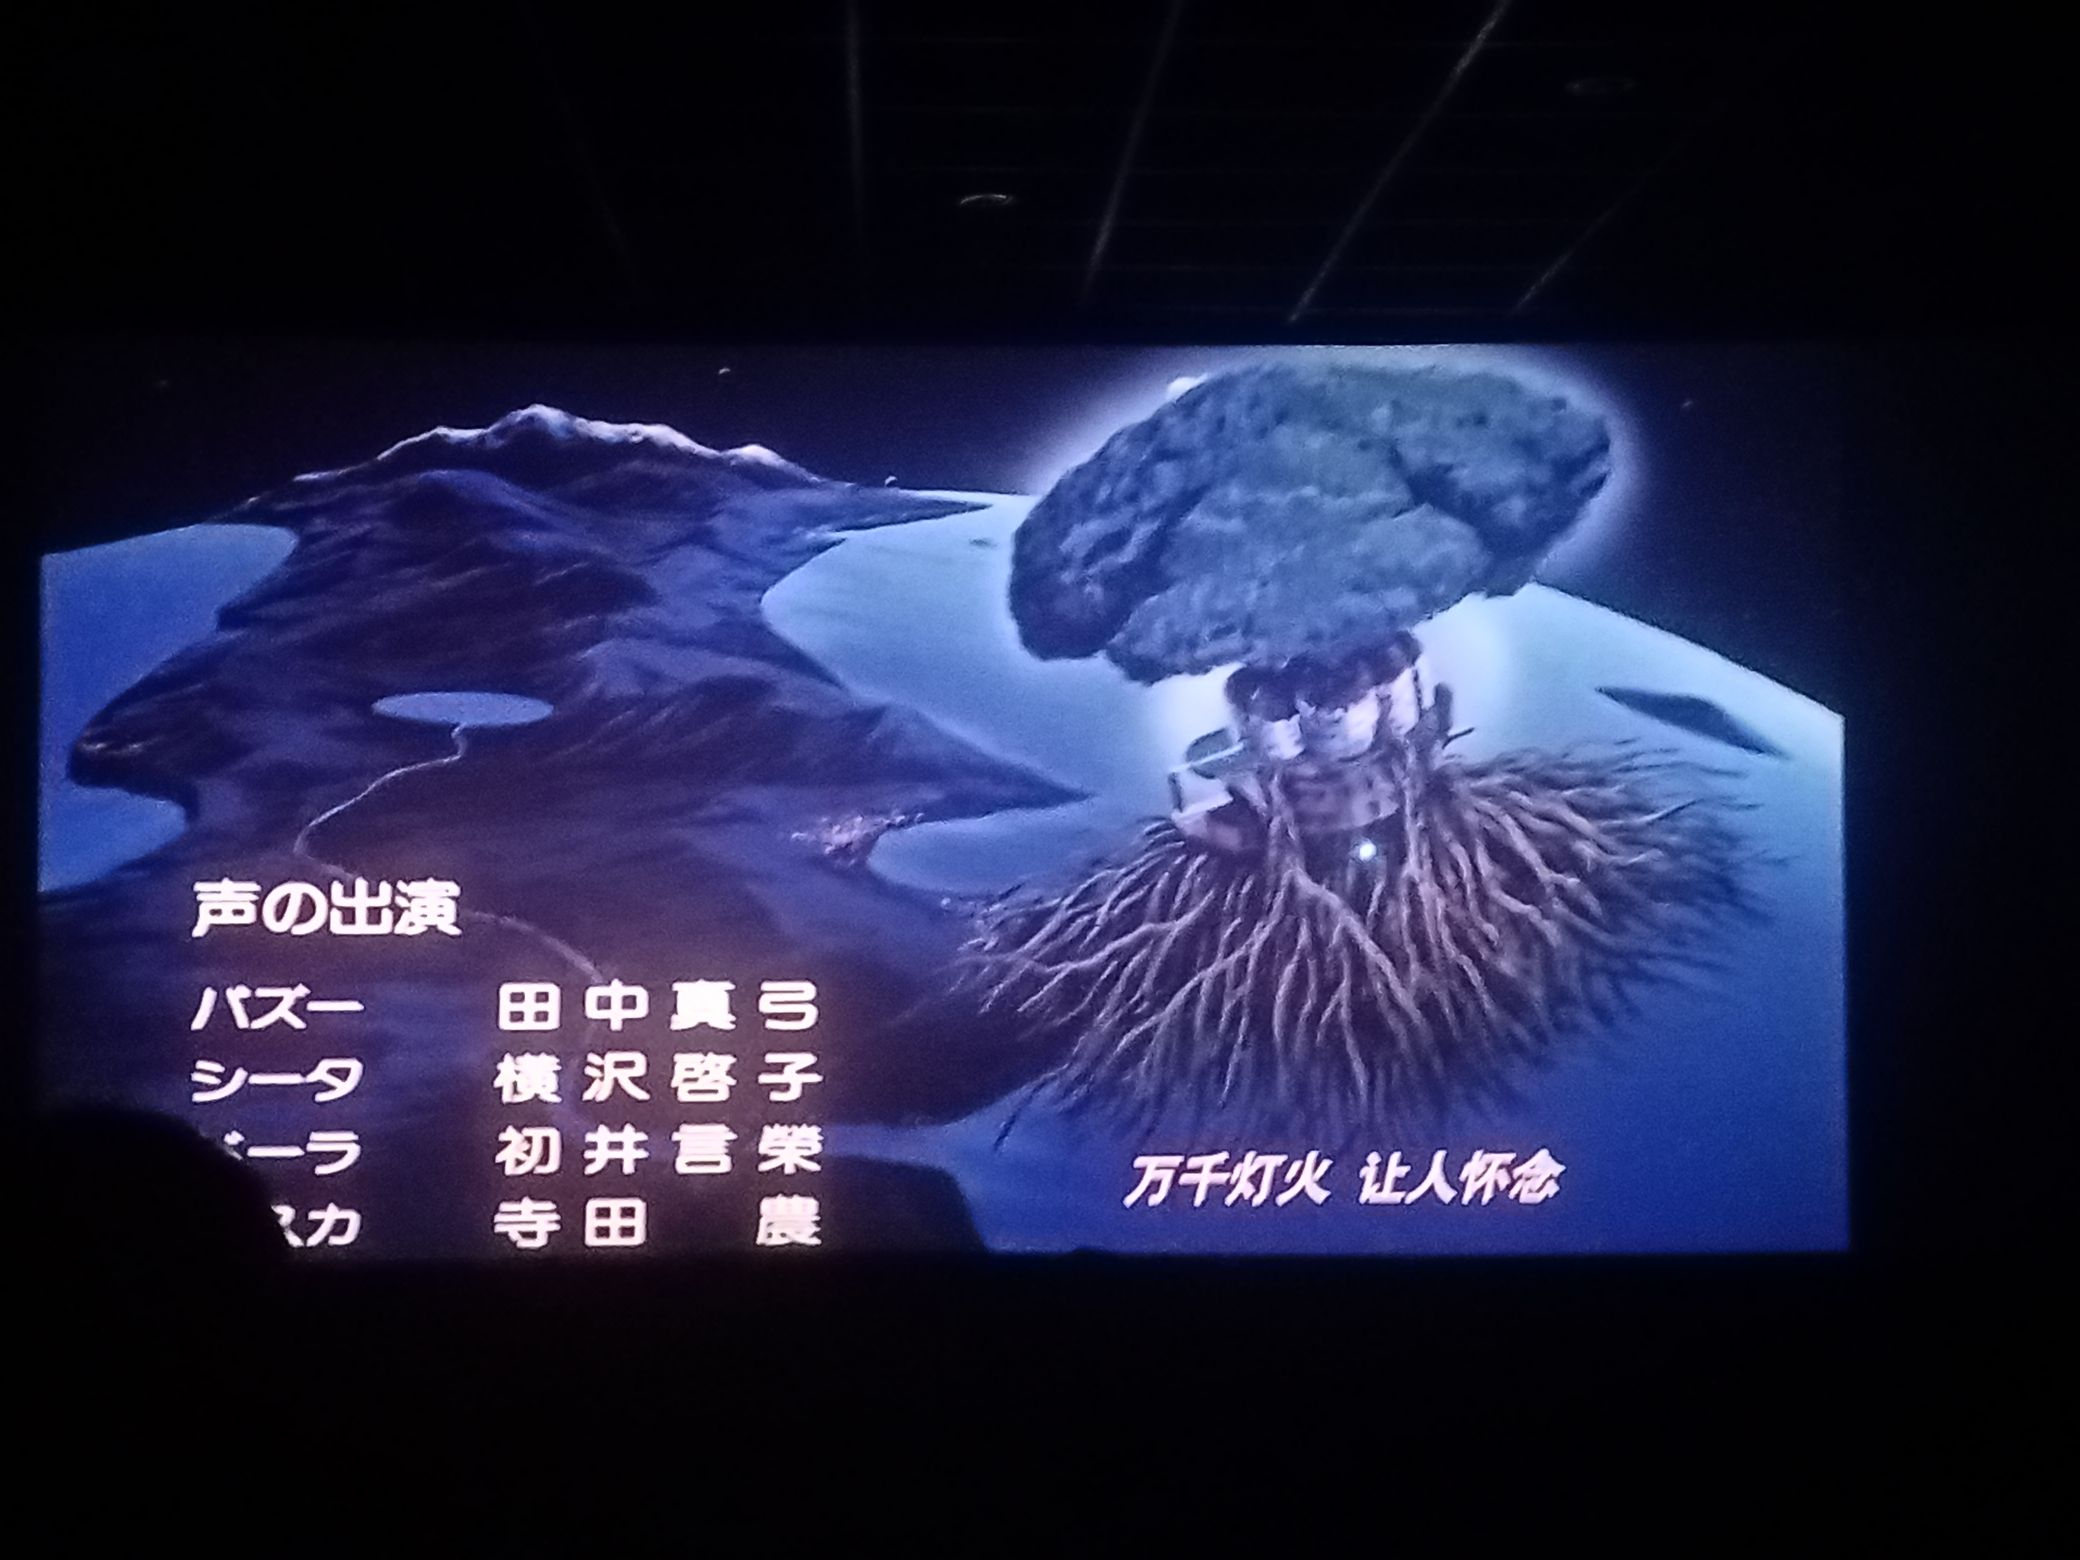 声の出演
パズー 田中真弓
シータ 横沢啓子
ーラ 初井言榮
スカ 寺田 農
万千灯火 让人怀念